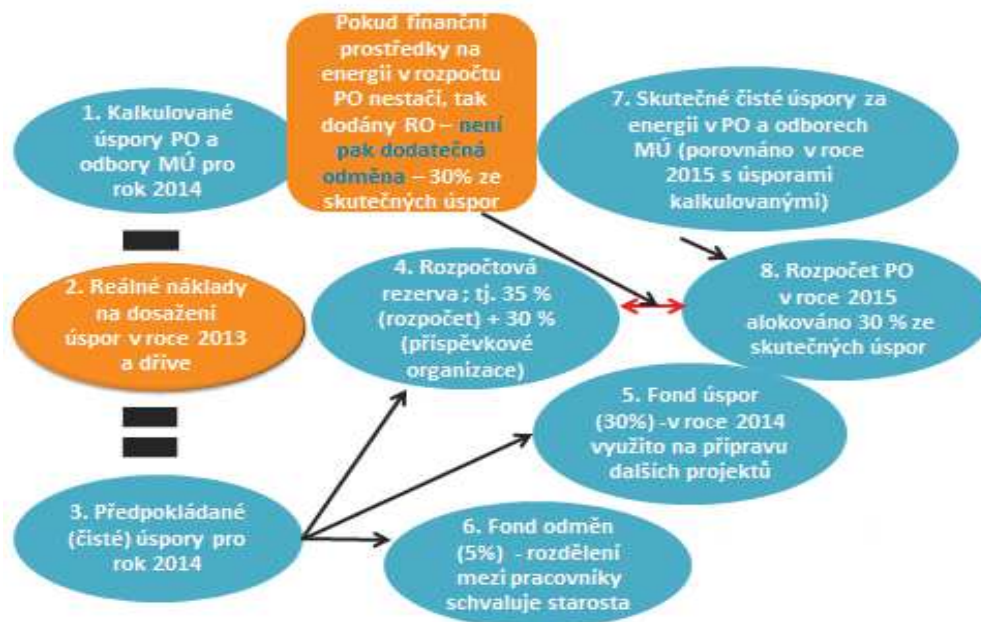 Pokud finanční
prostředky na
energii v rozpočtu
PO nestačí, tak
dodány RO – není
pak dodatečná
odměna – 30% ze
skutečných úspor
1. Kalkulované
úspory PO a
odbory MÚ pro
rok 2014
7. Skutečné čisté úspory za
energii v PO a odborech
MÚ (porovnáno v roce
2015 s úsporami
kalkulovanými)
2. Reálné náklady
na dosažení
úspor v roce 2013
a dříve
4. Rozpočtová
rezerva ; tj. 35 %
(rozpočet) + 30 %
(příspěvkové
organizace)
8. Rozpočet PO
v roce 2015
alokováno 30 % ze
skutečných úspor
5. Fond úspor
(30%) -v roce 2014
využito na přípravu
dalších projektů
3. Předpokládané
(čisté) úspory pro
rok 2014
6. Fond odměn
(5%) - rozdělení
mezi pracovníky
schvaluje starosta